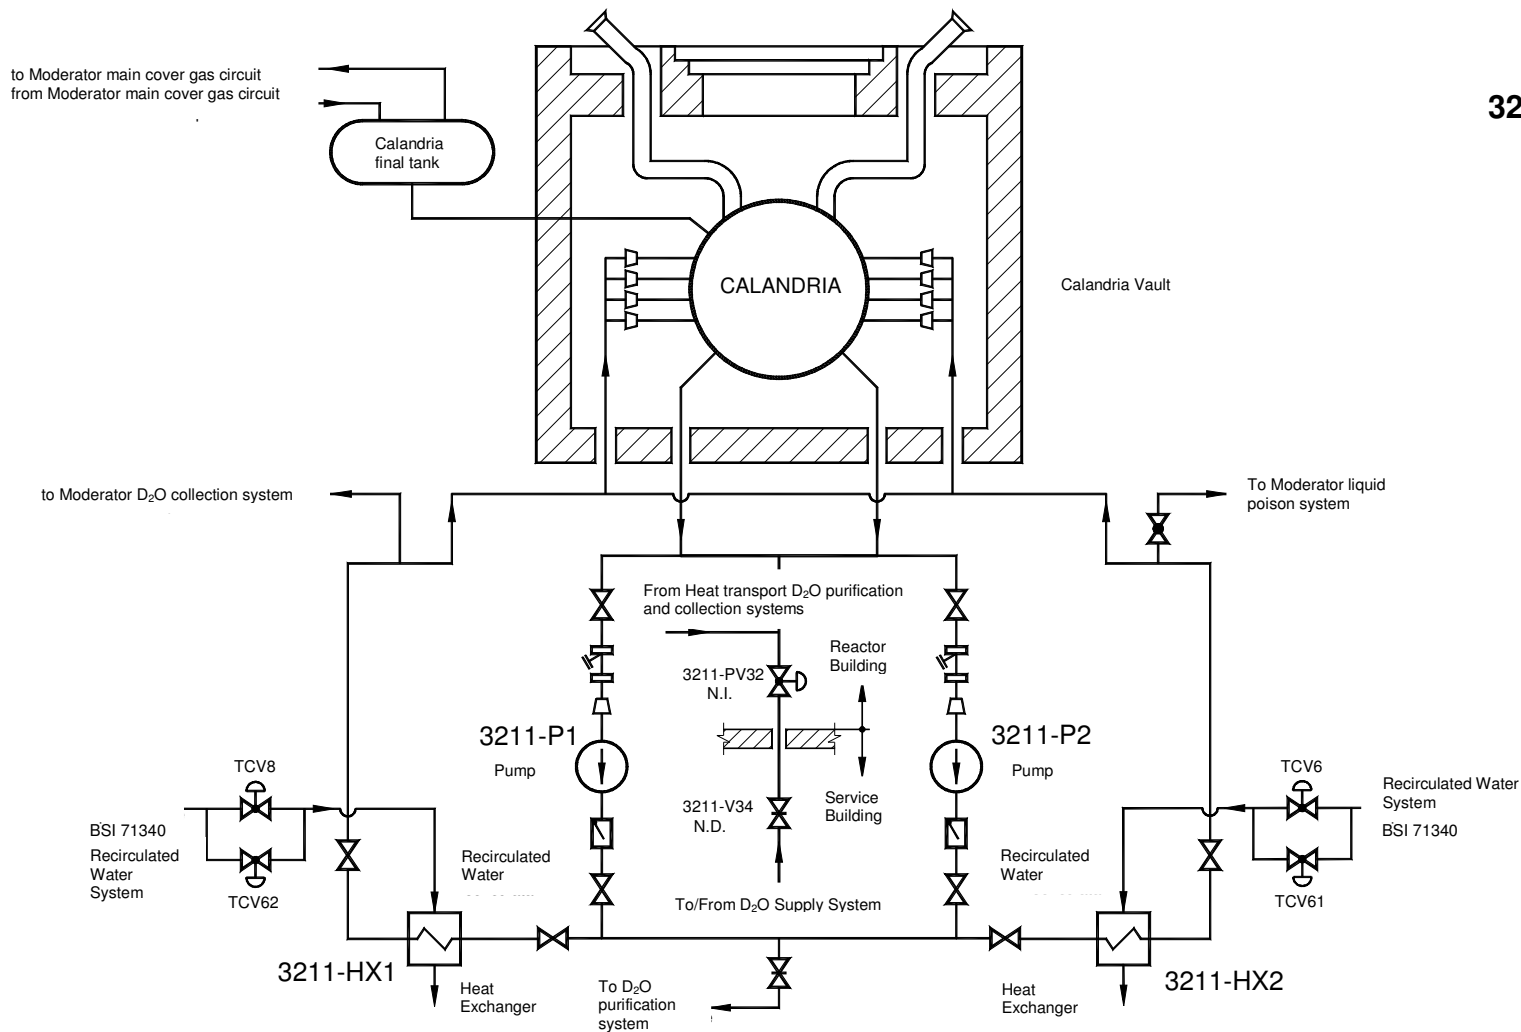 to Moderator main cover gas circuit
from Moderator main cover gas circuit
32
Calandria
final tank
CALANDRIA
Calandria Vault
to Moderator D₂O collection system
To Moderator liquid
poison system
From Heat transport D₂O purification
and collection systems
Reactor
Building
3211-PV32
N.I.
3211-P1
Pump
3211-P2
Pump
TCV8
TCV6
Recirculated Water
System
BSI 71340
3211-V34
N.D.
Service
Building
BSI 71340
Recirculated
Water
System
TCV62
Recirculated
Water
Recirculated
Water
TCV61
To/From D₂O Supply System
3211-HX1
Heat
Exchanger
To D₂O
purification
system
Heat
Exchanger
3211-HX2